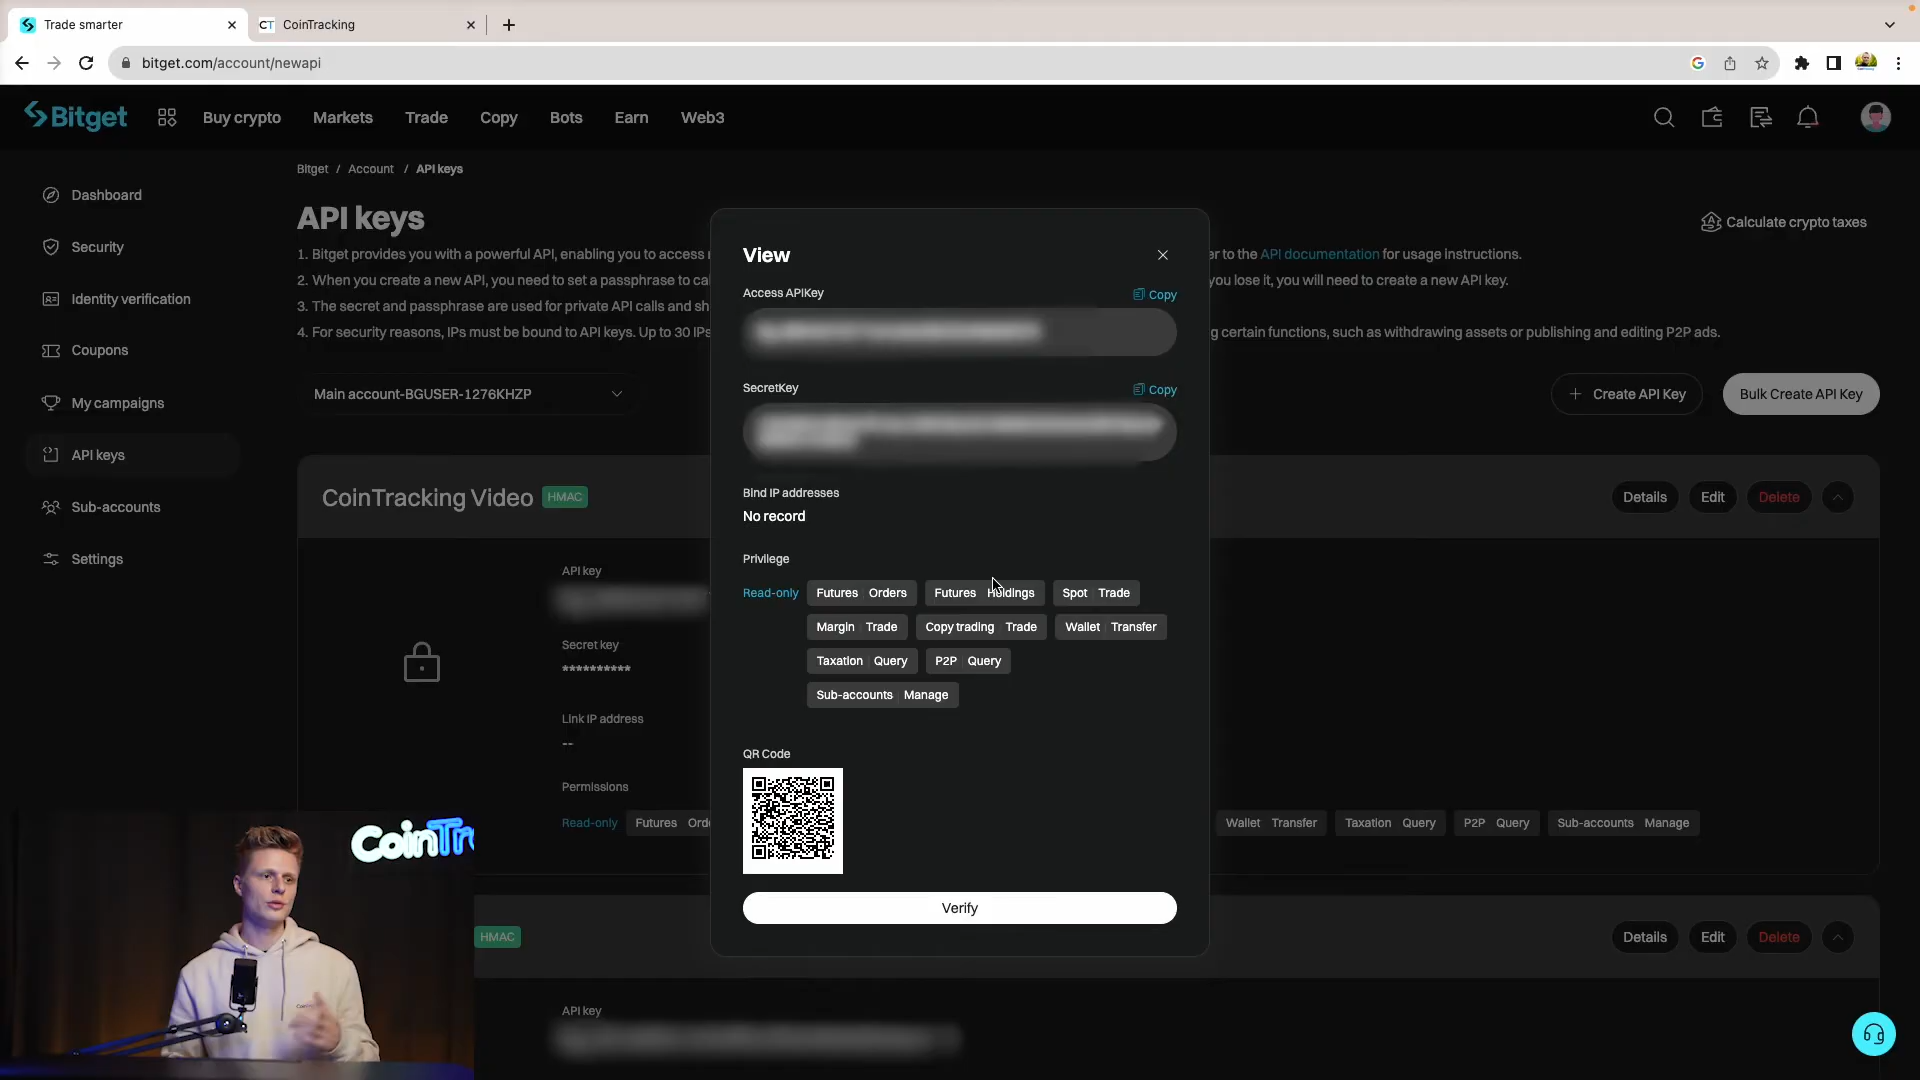 Trade smarter
CT CoinTracking
bitget.com/account/newapi
Bitget
Buy crypto
Markets
Trade
Copy
Bots
Earn
Web3
Dashboard
Security
Identity verification
Coupons
My campaigns
API keys
Sub-accounts
Settings
Bitget / Account / API keys
API keys
Calculate crypto taxes
1. Bitget provides you with a powerful API, enabling you to access
er to the API documentation for usage instructions.
2. When you create a new API, you need to set a passphrase to
you lose it, you will need to create a new API key.
3. The secret and passphrase are used for private API calls and
4. For security reasons, IPs must be bound to API keys. Up to 30 IPs
g certain functions, such as withdrawing assets or publishing and editing P2P ads.
Main account-BGUSER-1276KHZP
+ Create API Key
Bulk Create API Key
CoinTracking Video HMAC
Details
Edit
Delete
API key
Secret key
**********
Link IP address
--
Permissions
Read-only
Futures
Wallet Transfer
Taxation Query
P2P Query
Sub-accounts Manage
View
Access APIKey
Copy
SecretKey
Copy
Bind IP addresses
No record
Privilege
Read-only
Futures Orders
Futures Holdings
Spot Trade
Margin Trade
Copy trading Trade
Wallet Transfer
Taxation Query
P2P Query
Sub-accounts Manage
QR Code
Verify
CoinTr
HMAC
Details
Edit
Delete
API key